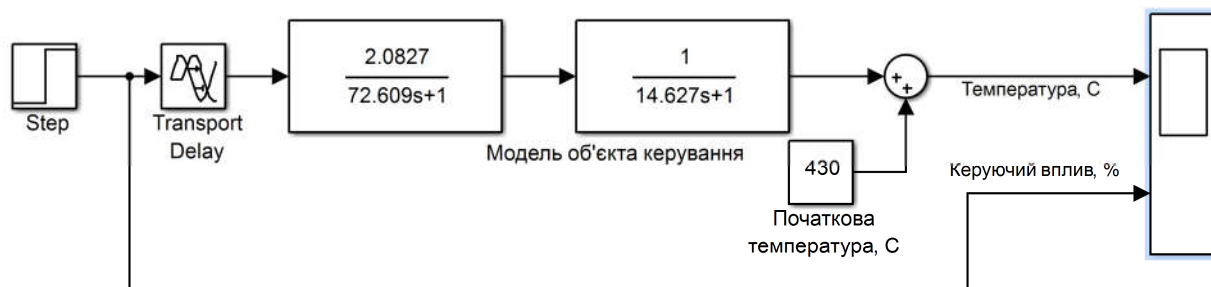 Step
Transport
Delay
2.0827
72.609s+1
1
14.627s+1
Модель об'єкта керування
+
+
430
Початкова
температура, С
Температура, С
Керуючий вплив, %